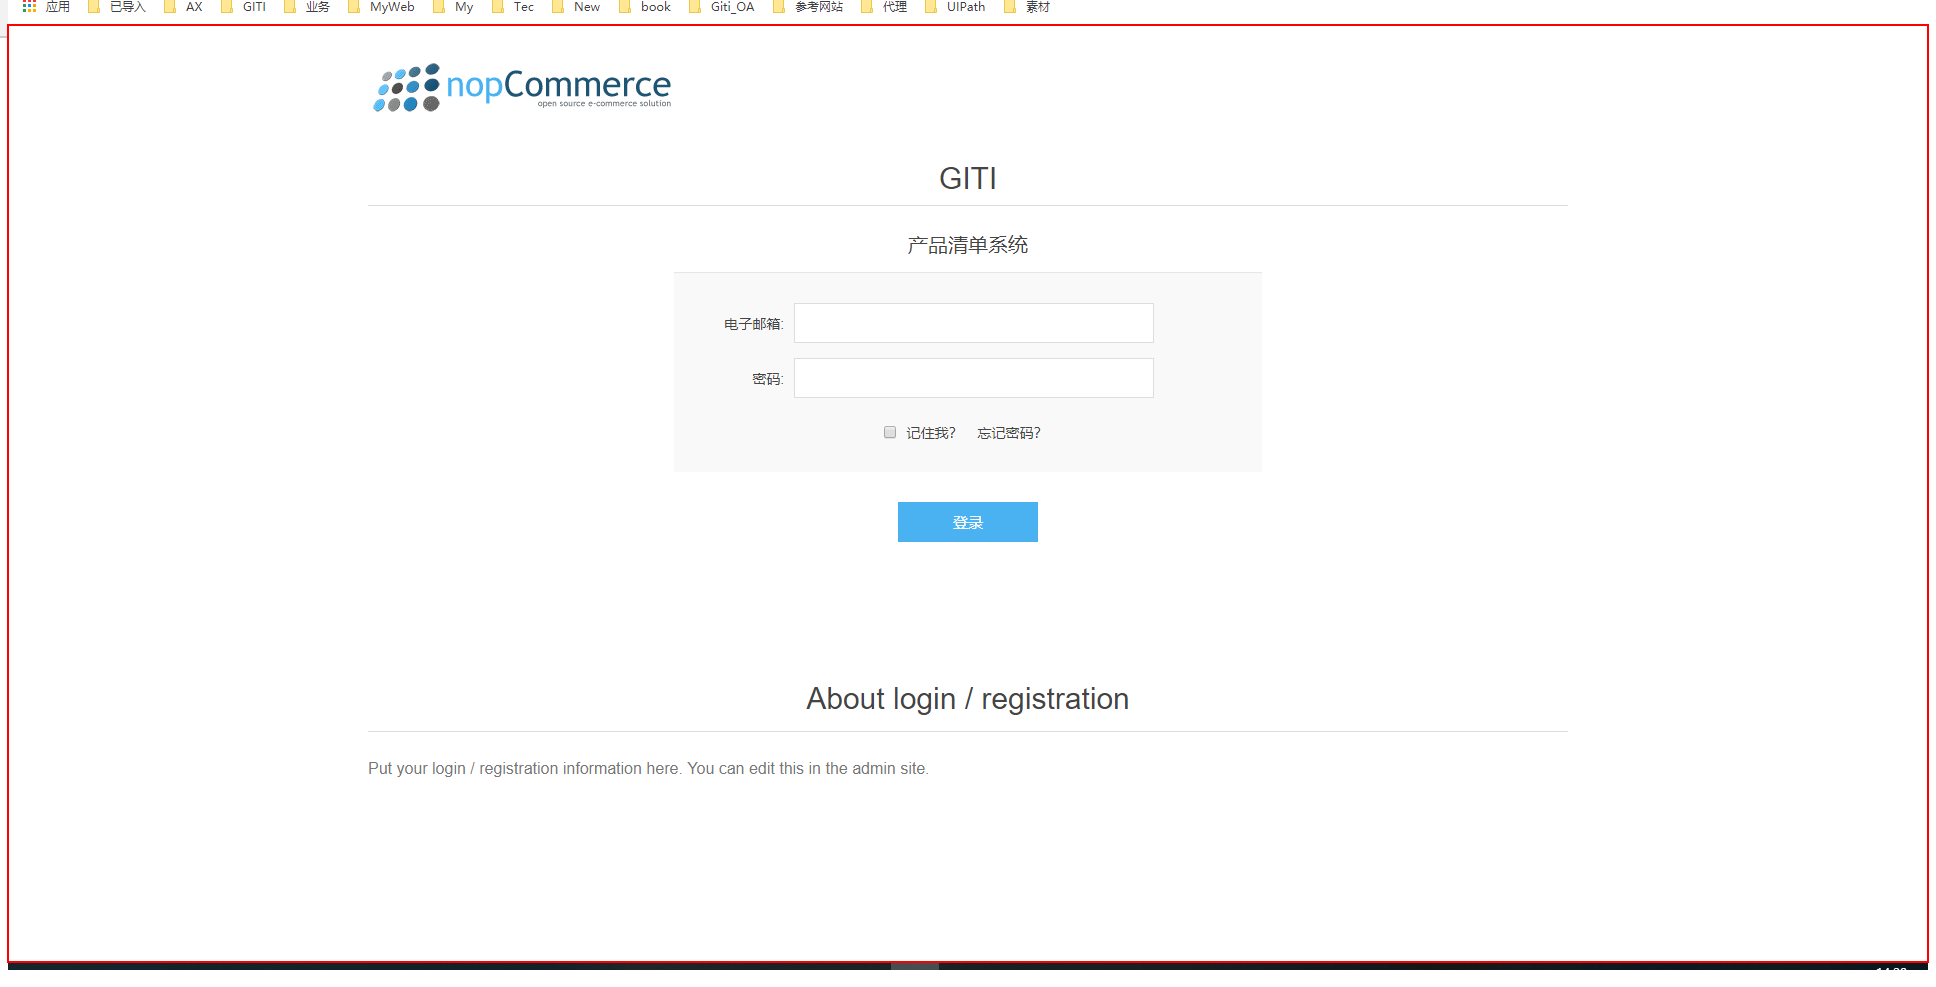 应用 已导入 AX GITI 业务 MyWeb My Tec New book Giti_OA 参考网站 代理 UIPath 素材
nopCommerce
open source e-commerce solution
GITI
产品清单系统
电子邮箱:
密码:
记住我? 忘记密码?
登录
About login / registration
Put your login / registration information here. You can edit this in the admin site.